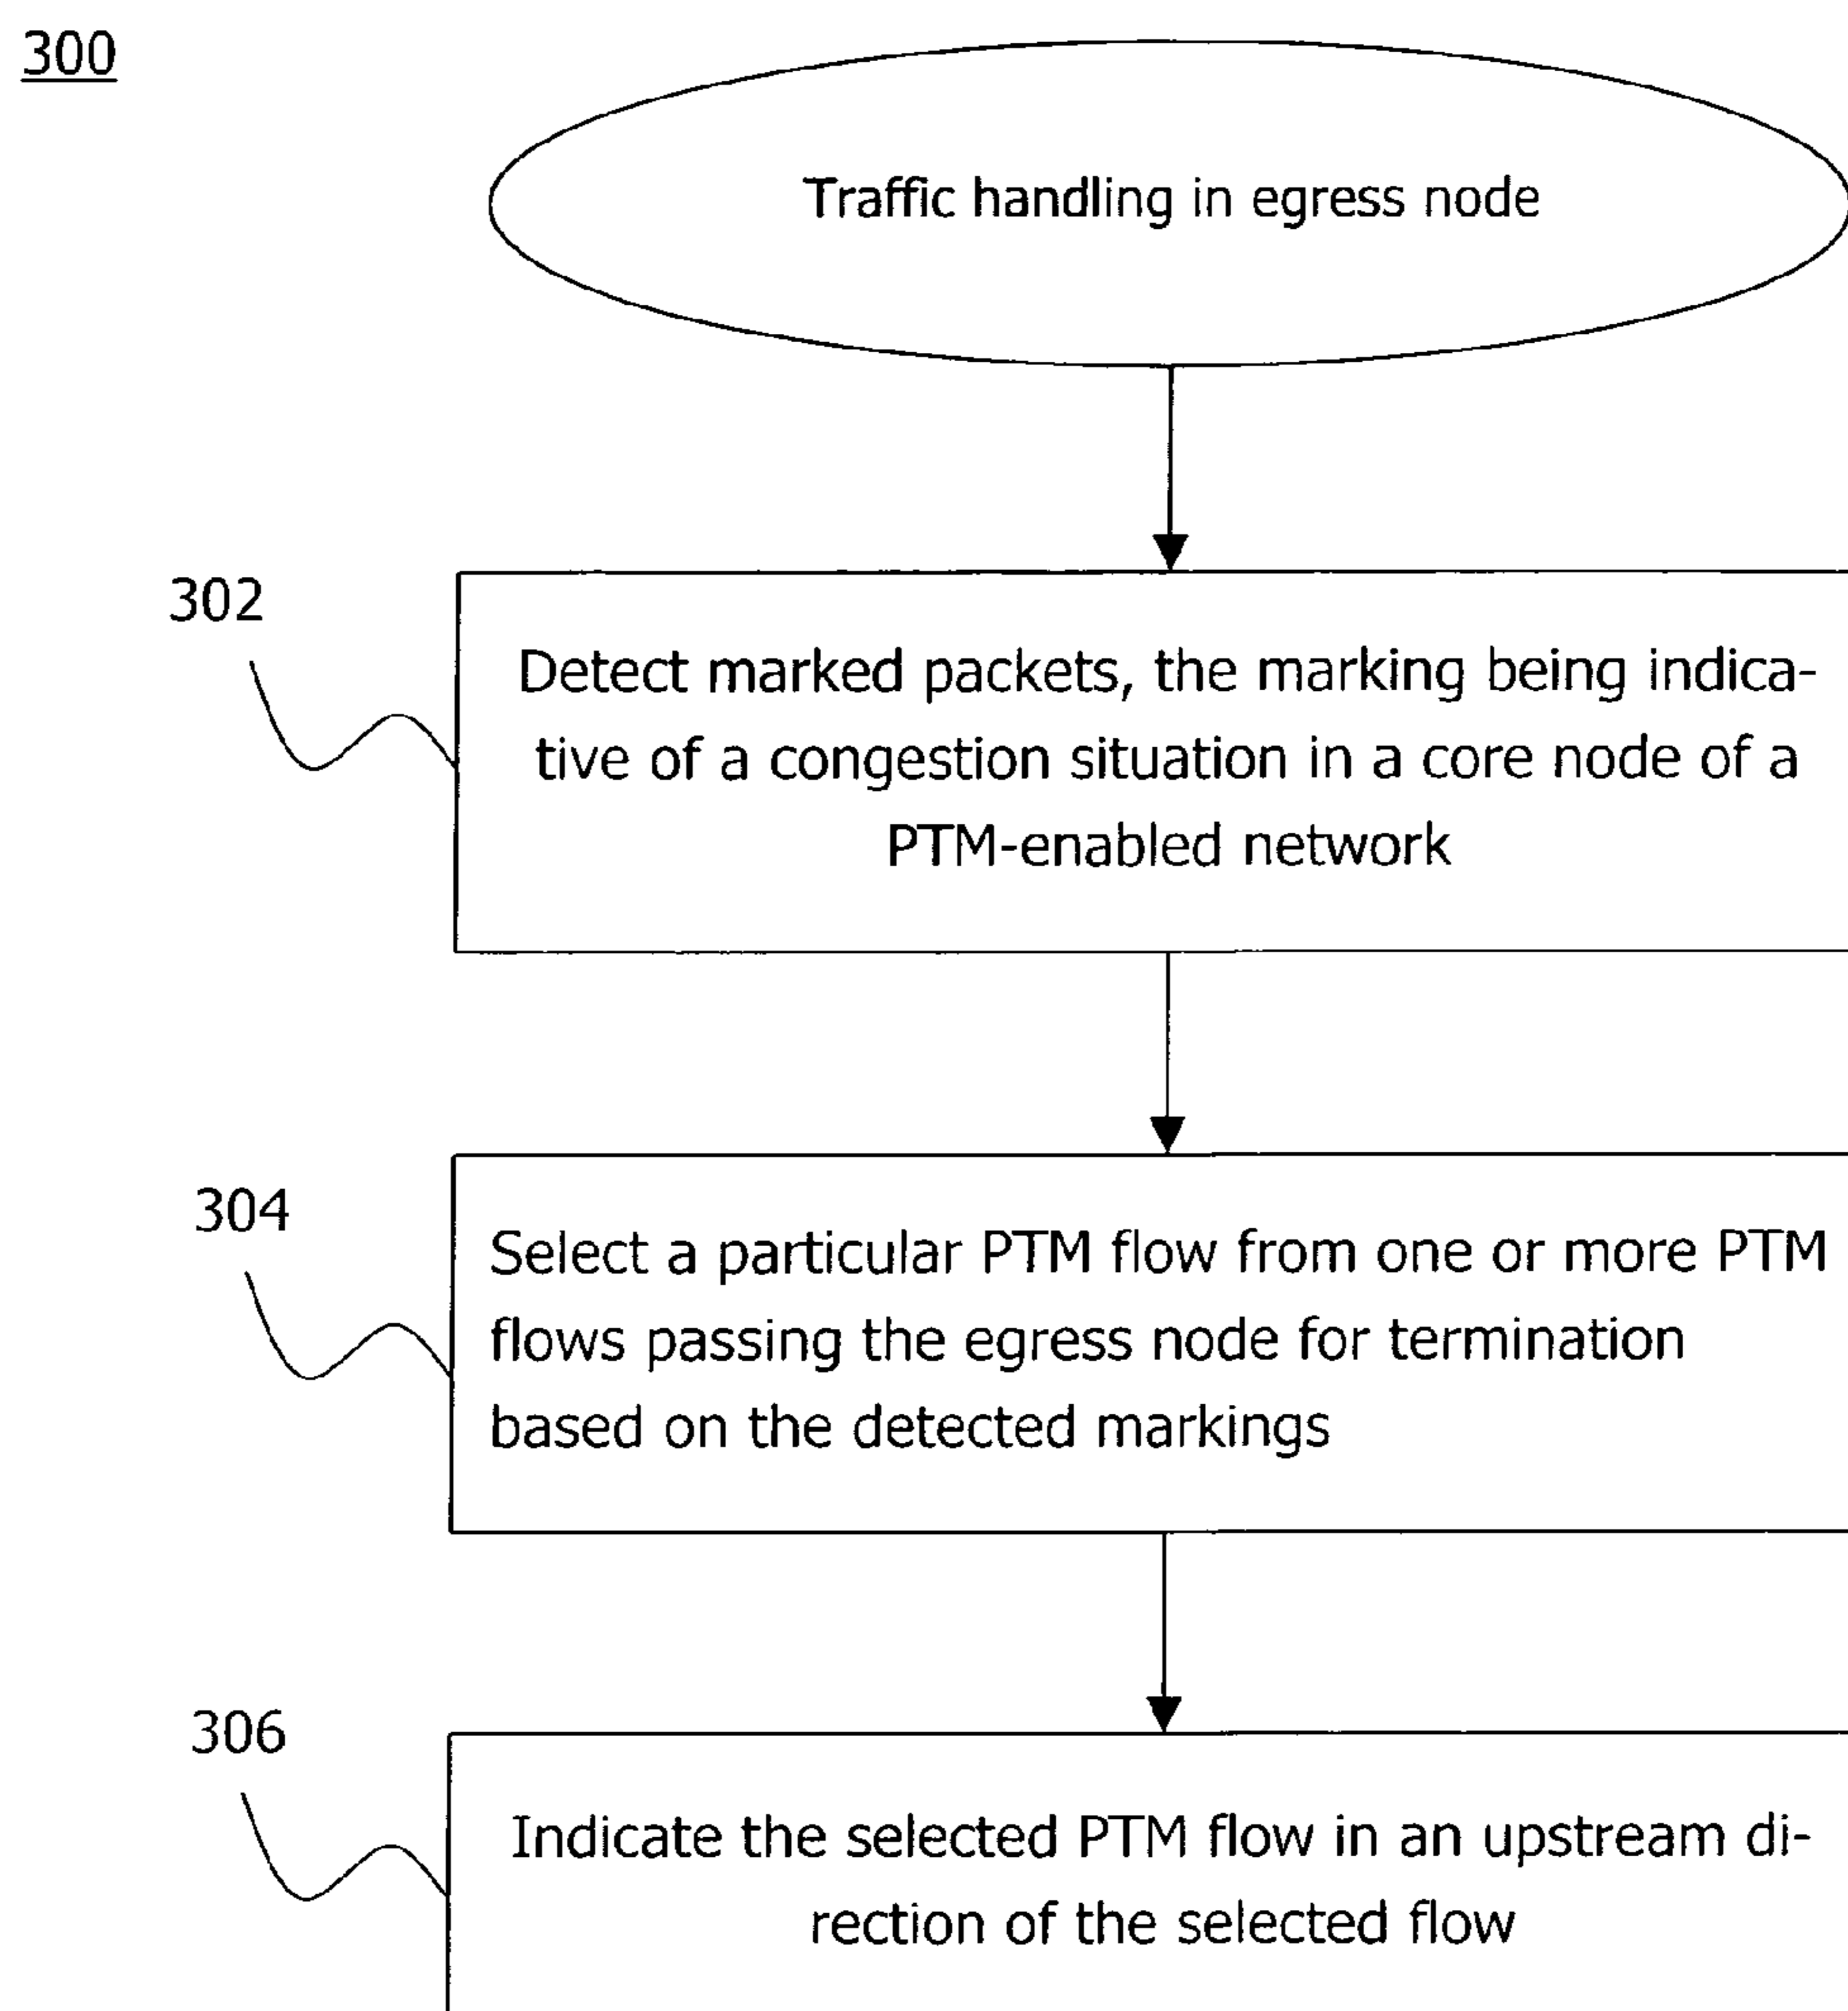 300
Traffic handling in egress node
302
Detect marked packets, the marking being indica-
tive of a congestion situation in a core node of a
PTM-enabled network
304
Select a particular PTM flow from one or more PTM
flows passing the egress node for termination
based on the detected markings
306
Indicate the selected PTM flow in an upstream di-
rection of the selected flow